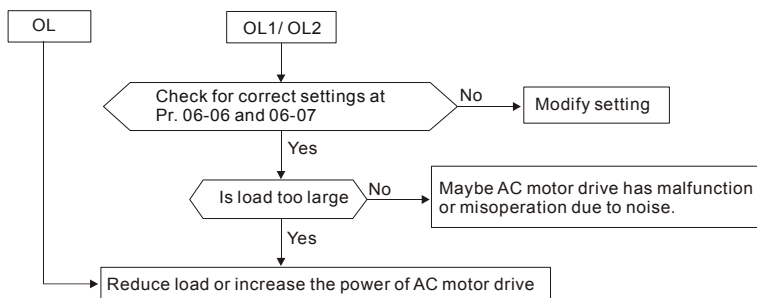 OL
OL1/ OL2
Check for correct settings at
Pr. 06-06 and 06-07
No
Modify setting
Yes
Is load too large
No
Maybe AC motor drive has malfunction
or misoperation due to noise.
Yes
Reduce load or increase the power of AC motor drive